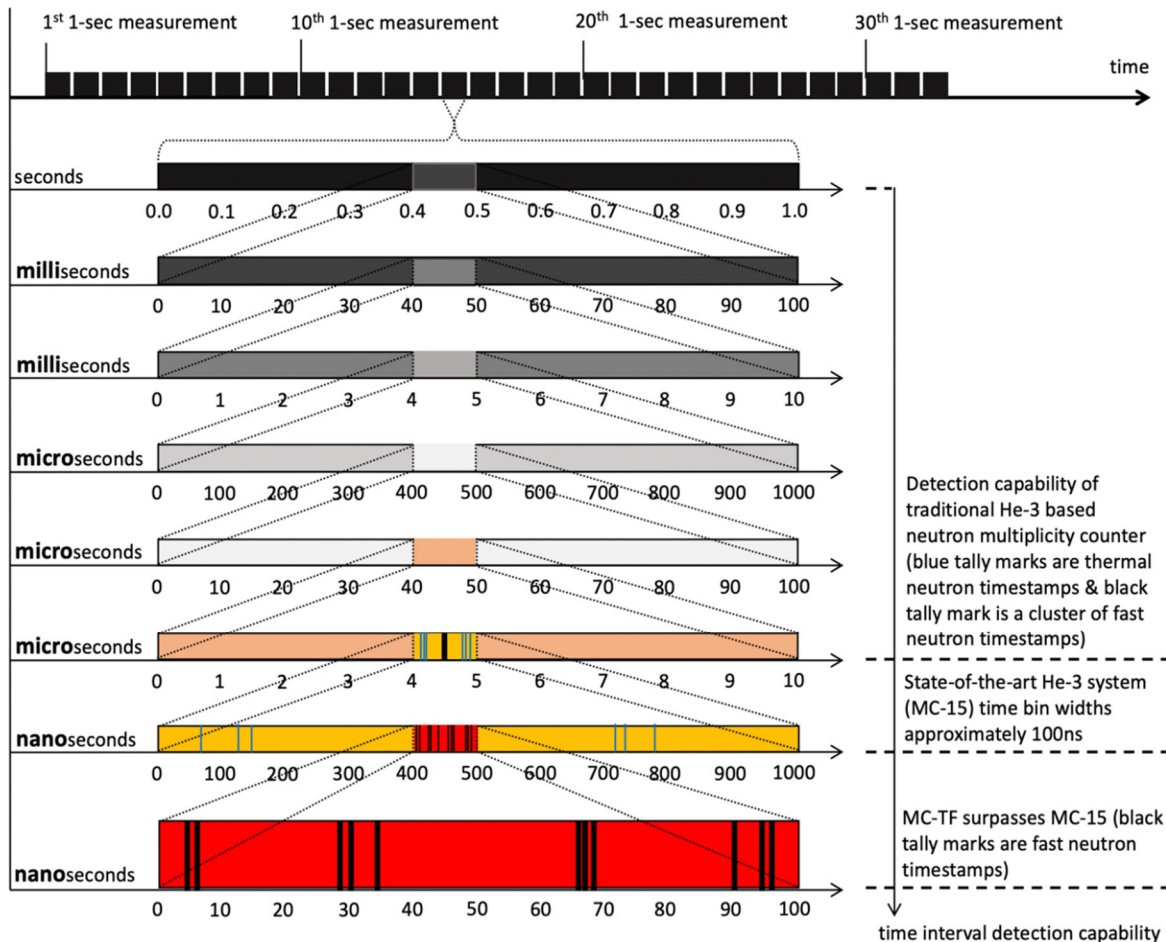 1st 1-sec measurement 10th 1-sec measurement 20th 1-sec measurement 30th 1-sec measurement
time
seconds
0.0 0.1 0.2 0.3 0.4 0.5 0.6 0.7 0.8 0.9 1.0
milliseconds
0 10 20 30 40 50 60 70 80 90 100
milliseconds
0 1 2 3 4 5 6 7 8 9 10
microseconds
0 100 200 300 400 500 600 700 800 900 1000
microseconds
0 10 20 30 40 50 60 70 80 90 100
microseconds
0 1 2 3 4 5 6 7 8 9 10
nanoseconds
0 100 200 300 400 500 600 700 800 900 1000
nanoseconds
0 10 20 30 40 50 60 70 80 90 100
Detection capability of
traditional He-3 based
neutron multiplicity counter
(blue tally marks are thermal
neutron timestamps & black
tally mark is a cluster of fast
neutron timestamps)
State-of-the-art He-3 system
(MC-15) time bin widths
approximately 100ns
MC-TF surpasses MC-15 (black
tally marks are fast neutron
timestamps)
time interval detection capability